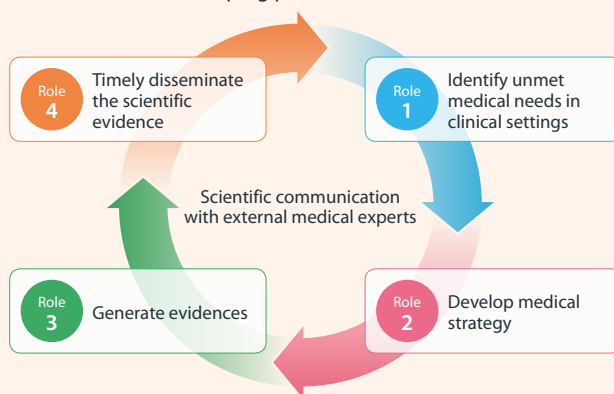 Role
1
Identify unmet
medical needs in
clinical settings
Role
2
Develop medical
strategy
Role
3
Generate evidences
Role
4
Timely disseminate
the scientific
evidence
Scientific communication
with external medical experts